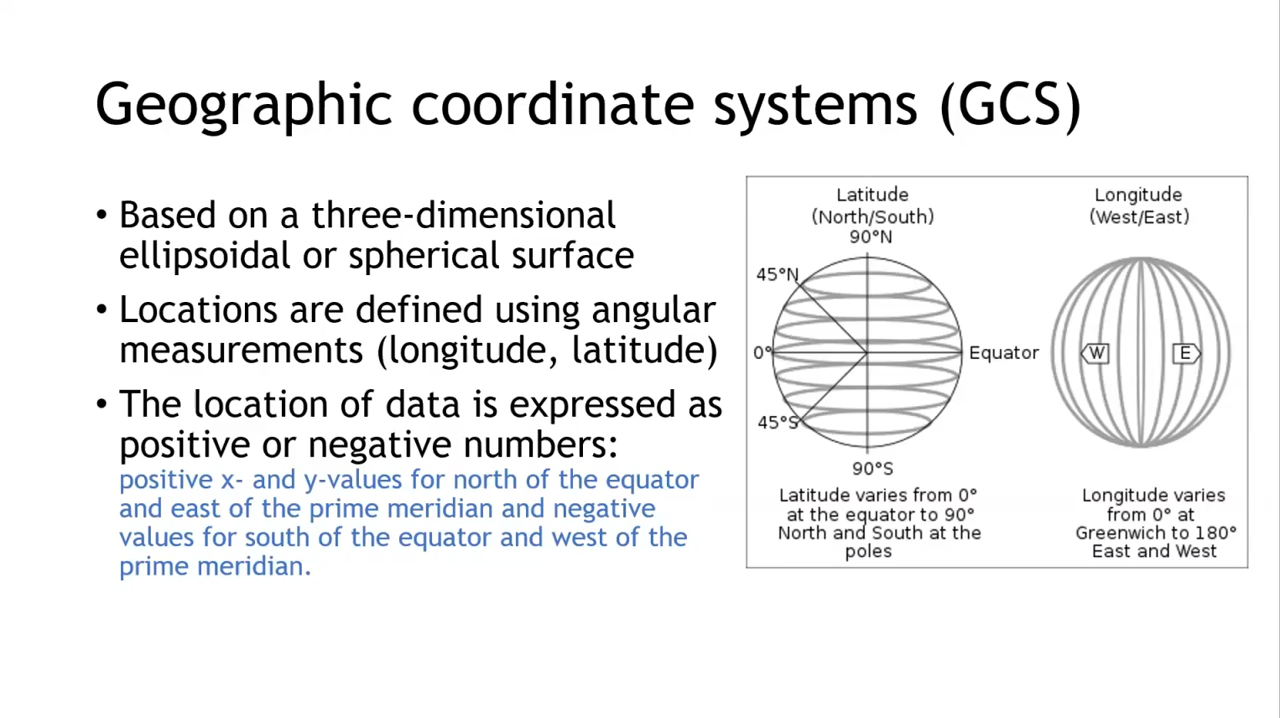 Geographic coordinate systems (GCS)
• Based on a three-dimensional
ellipsoidal or spherical surface
• Locations are defined using angular
measurements (longitude, latitude)
• The location of data is expressed as
positive or negative numbers:
positive x- and y-values for north of the equator
and east of the prime meridian and negative
values for south of the equator and west of the
prime meridian.
Latitude
(North/South)
90°N
45°N
0°
Equator
45°S
90°S
Latitude varies from 0°
at the equator to 90°
North and South at the
poles
Longitude
(West/East)
W
E
Longitude varies
from 0° at
Greenwich to 180°
East and West